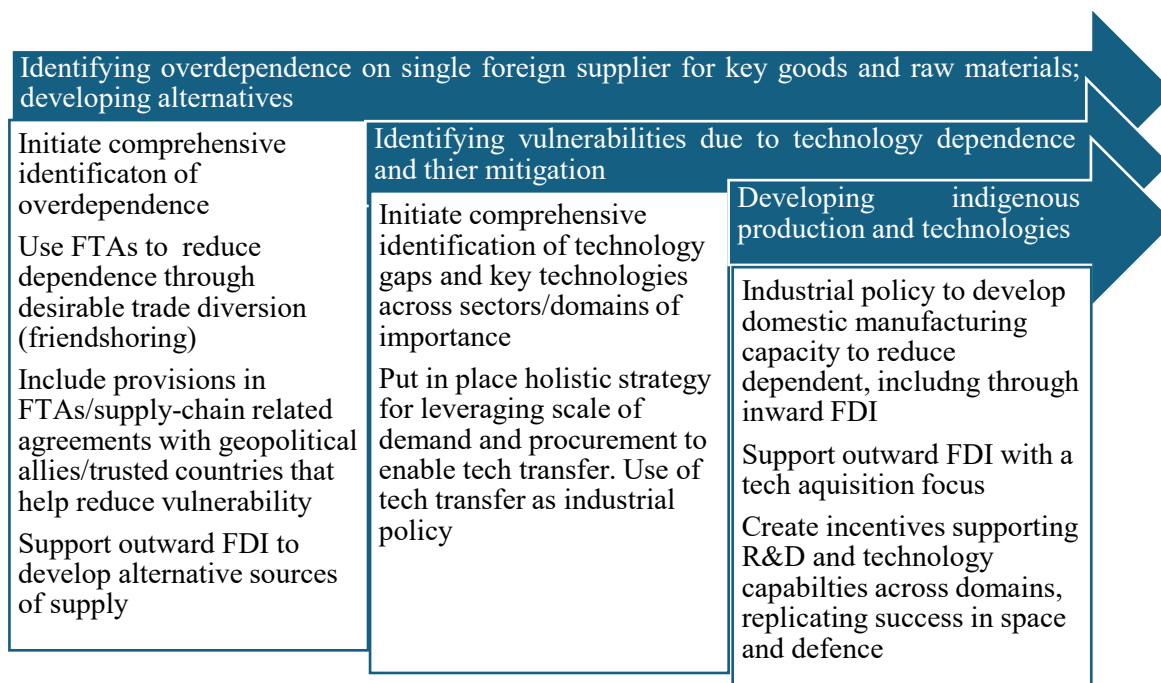 Identifying overdependence on single foreign supplier for key goods and raw materials;
developing alternatives
Initiate comprehensive
identificaton of
overdependence
Use FTAs to reduce
dependence through
desirable trade diversion
(friendshoring)
Include provisions in
FTAs/supply-chain related
agreements with geopolitical
allies/trusted countries that
help reduce vulnerability
Support outward FDI to
develop alternative sources
of supply
Identifying vulnerabilities due to technology dependence
and thier mitigation
Initiate comprehensive
identification of technology
gaps and key technologies
across sectors/domains of
importance
Put in place holistic strategy
for leveraging scale of
demand and procurement to
enable tech transfer. Use of
tech transfer as industrial
policy
Developing indigenous
production and technologies
Industrial policy to develop
domestic manufacturing
capacity to reduce
dependent, includng through
inward FDI
Support outward FDI with a
tech aquisition focus
Create incentives supporting
R&D and technology
capabilties across domains,
replicating success in space
and defence